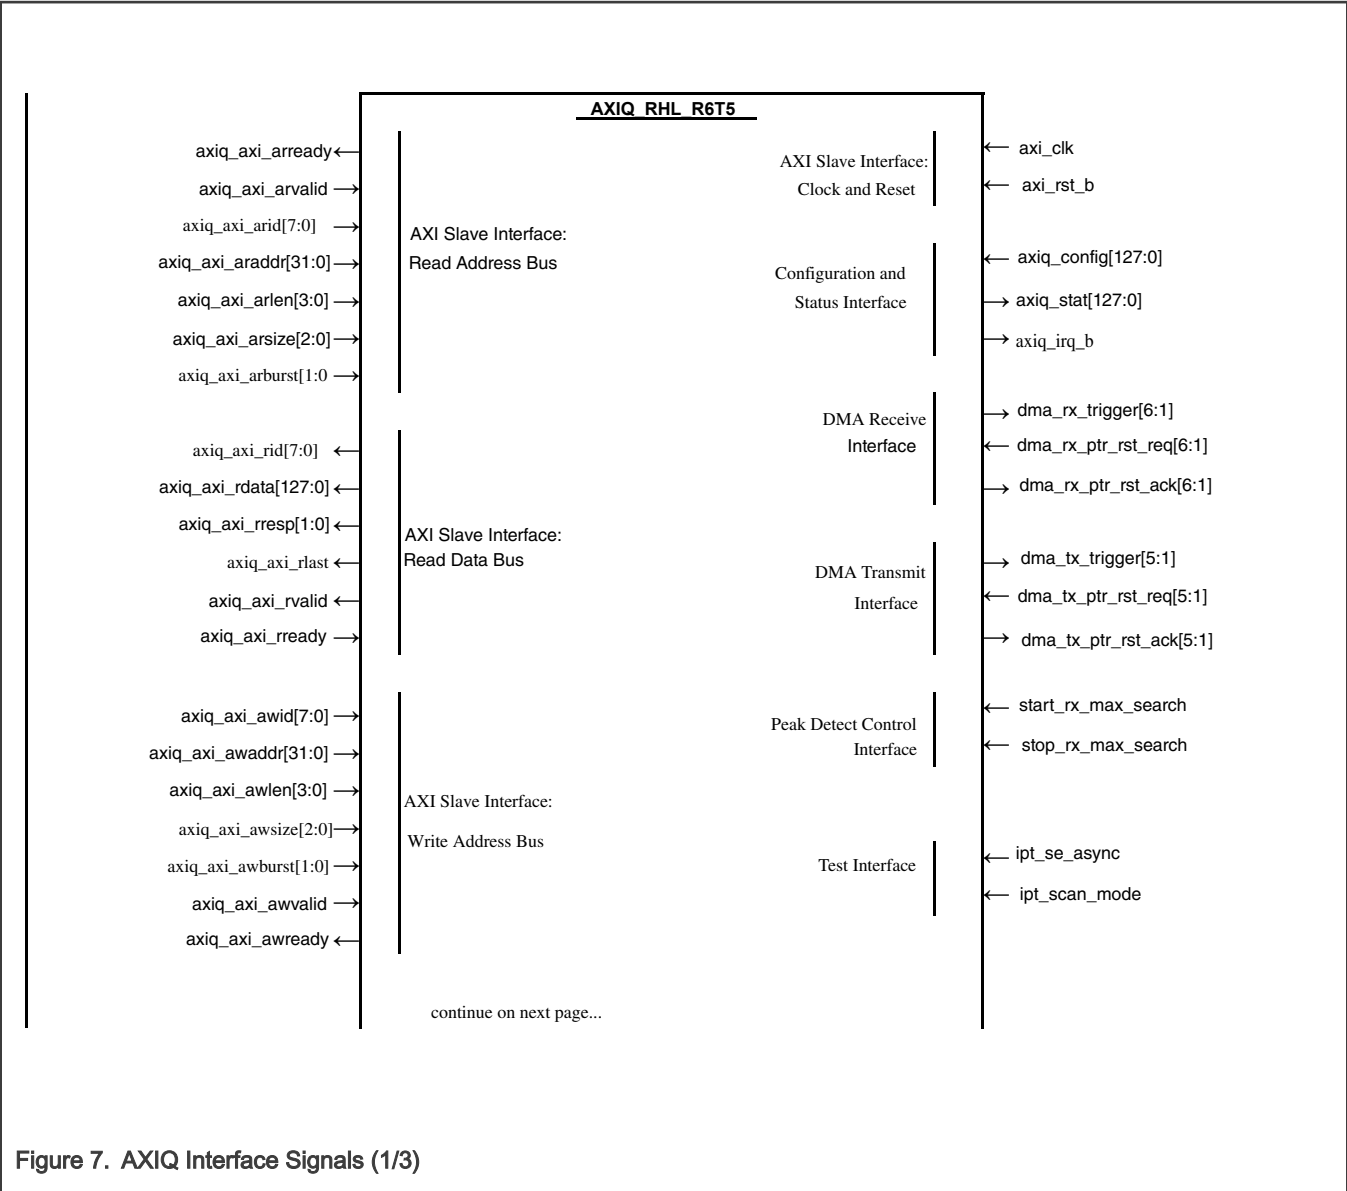 AXIQ_RHL_R6T5
axiq_axi_arready
axiq_axi_arvalid
axiq_axi_arid[7:0]
axiq_axi_araddr[31:0]
axiq_axi_arlen[3:0]
axiq_axi_arsize[2:0]
axiq_axi_arburst[1:0
AXI Slave Interface:
Read Address Bus
axiq_axi_rid[7:0]
axiq_axi_rdata[127:0]
axiq_axi_rresp[1:0]
axiq_axi_rlast
axiq_axi_rvalid
axiq_axi_rready
AXI Slave Interface:
Read Data Bus
axiq_axi_awid[7:0]
axiq_axi_awaddr[31:0]
axiq_axi_awlen[3:0]
axiq_axi_awsize[2:0]
axiq_axi_awburst[1:0]
axiq_axi_awvalid
axiq_axi_awready
AXI Slave Interface:
Write Address Bus
continue on next page...
AXI Slave Interface:
Clock and Reset
axi_clk
axi_rst_b
Configuration and
Status Interface
axiq_config[127:0]
axiq_stat[127:0]
axiq_irq_b
DMA Receive
Interface
dma_rx_trigger[6:1]
dma_rx_ptr_rst_req[6:1]
dma_rx_ptr_rst_ack[6:1]
DMA Transmit
Interface
dma_tx_trigger[5:1]
dma_tx_ptr_rst_req[5:1]
dma_tx_ptr_rst_ack[5:1]
Peak Detect Control
Interface
start_rx_max_search
stop_rx_max_search
Test Interface
ipt_se_async
ipt_scan_mode
Figure 7. AXIQ Interface Signals (1/3)